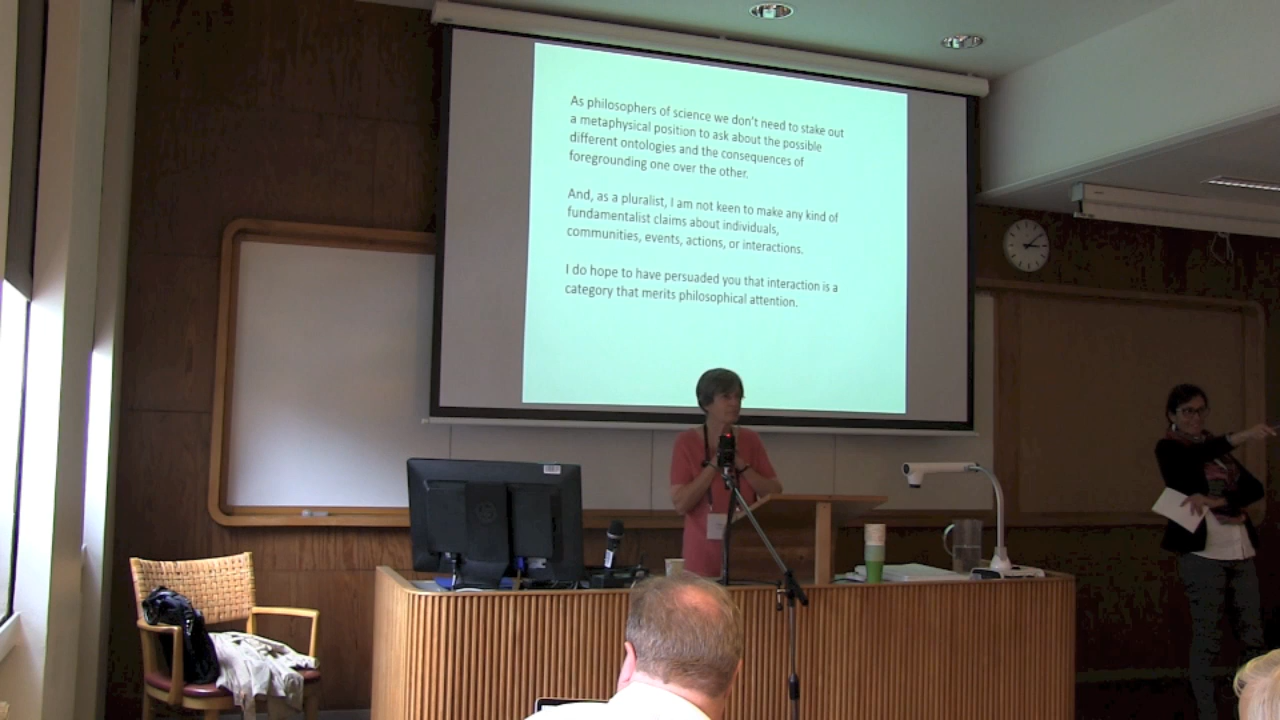 As philosophers of science we don't need to stake out
a metaphysical position to ask about the possible
different ontologies and the consequences of
foregrounding one over the other.
And, as a pluralist, I am not keen to make any kind of
fundamentalist claims about individuals,
communities, events, actions, or interactions.
I do hope to have persuaded you that interaction is a
category that merits philosophical attention.